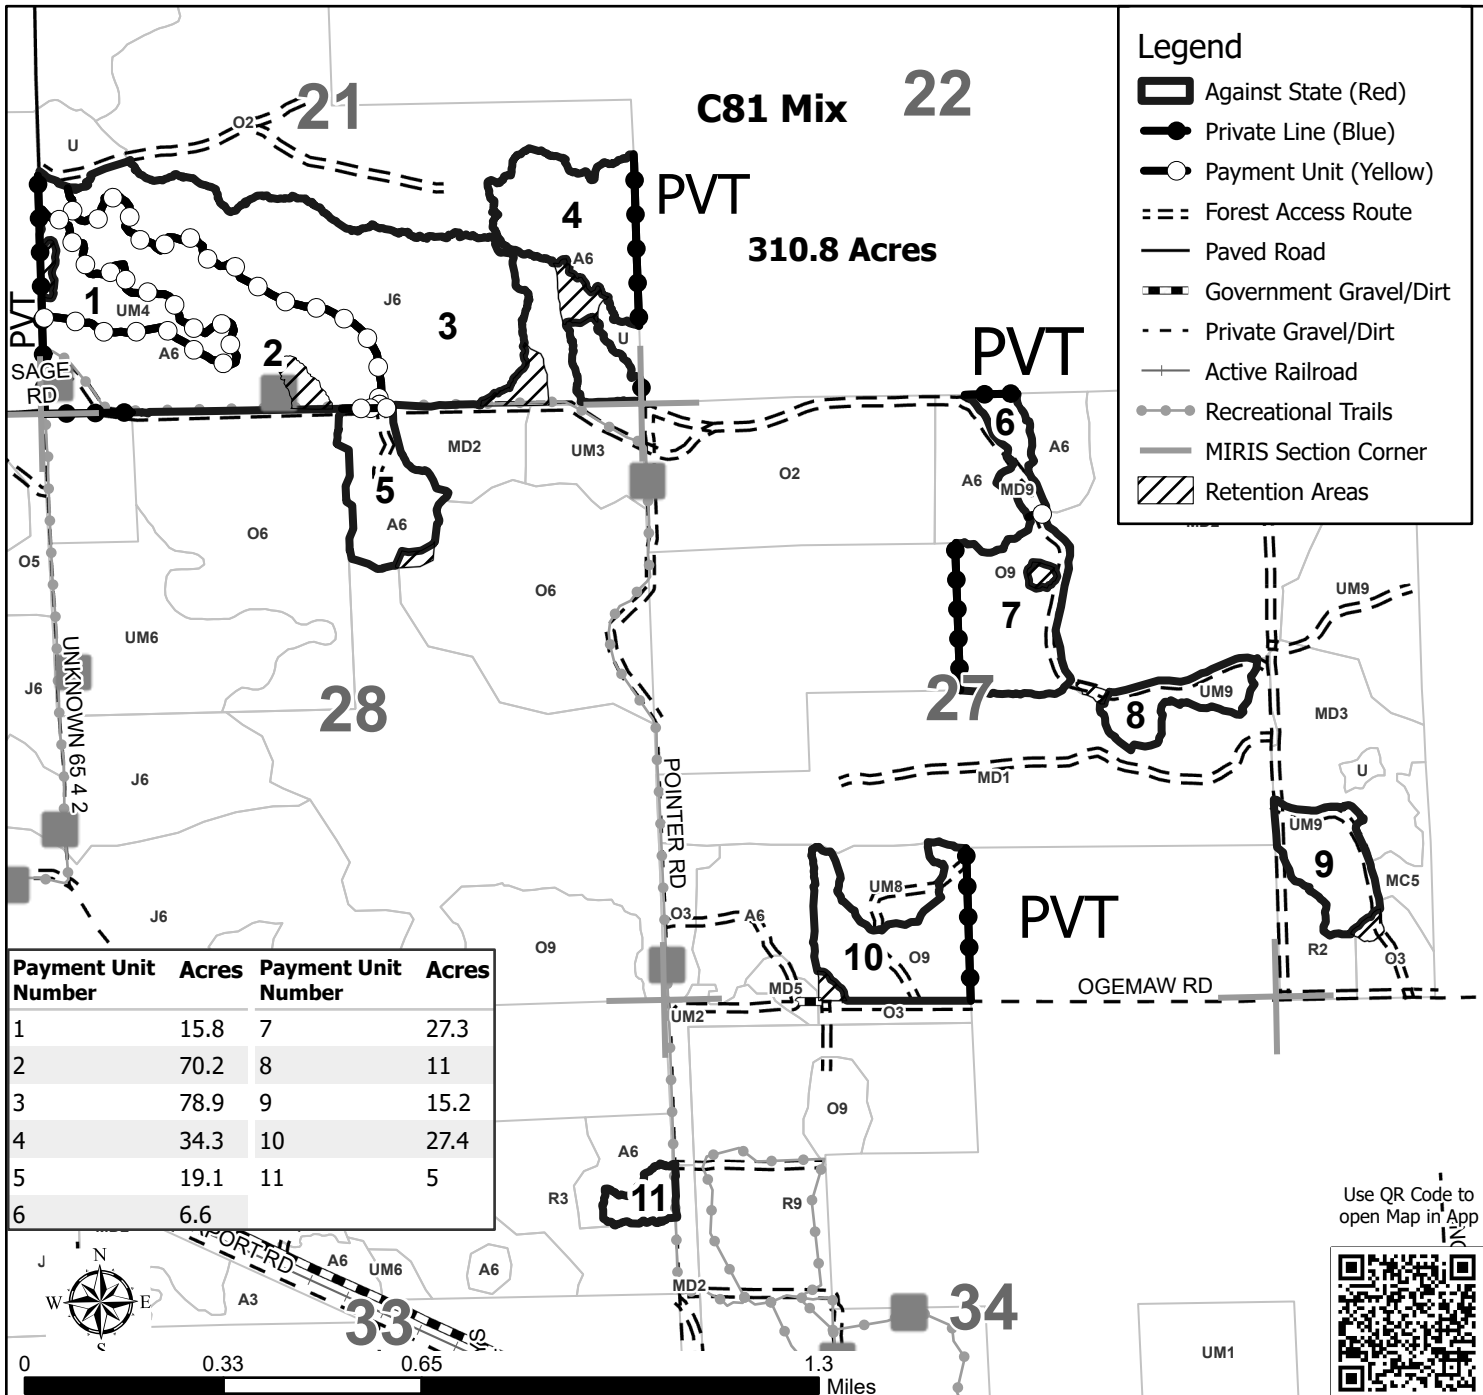 21
C81 Mix
22
Legend
Against State (Red)
Private Line (Blue)
Payment Unit (Yellow)
Forest Access Route
Paved Road
Government Gravel/Dirt
Private Gravel/Dirt
Active Railroad
Recreational Trails
MIRIS Section Corner
Retention Areas
O2
U
PVT
4
A6
310.8 Acres
J6
3
1
UM4
A6
PVT
2
SAGE
RD
U
PVT
6
A6
MD2
UM3
O2
A6
MD9
5
A6
O6
O5
O6
O9
7
UM9
UM6
J6
UNKNOWN 65 4 2
28
27
UM9
8
MD3
J6
POINTER RD
MD1
U
UM9
9
MC5
UM8
PVT
J6
O3
A6
O9
10
O9
R2
O3
MD5
OGEMAW RD
UM2
O3
Payment Unit Number
Acres
Payment Unit Number
Acres
1 15.8 7 27.3
2 70.2 8 11
3 78.9 9 15.2
4 34.3 10 27.4
5 19.1 11 5
6 6.6
O9
A6
R3
11
R9
Use QR Code to
open Map in App
J
N
W E
S
A3
A6
UM6
A6
33
MD2
34
UM1
0 0.33 0.65 1.3
Miles